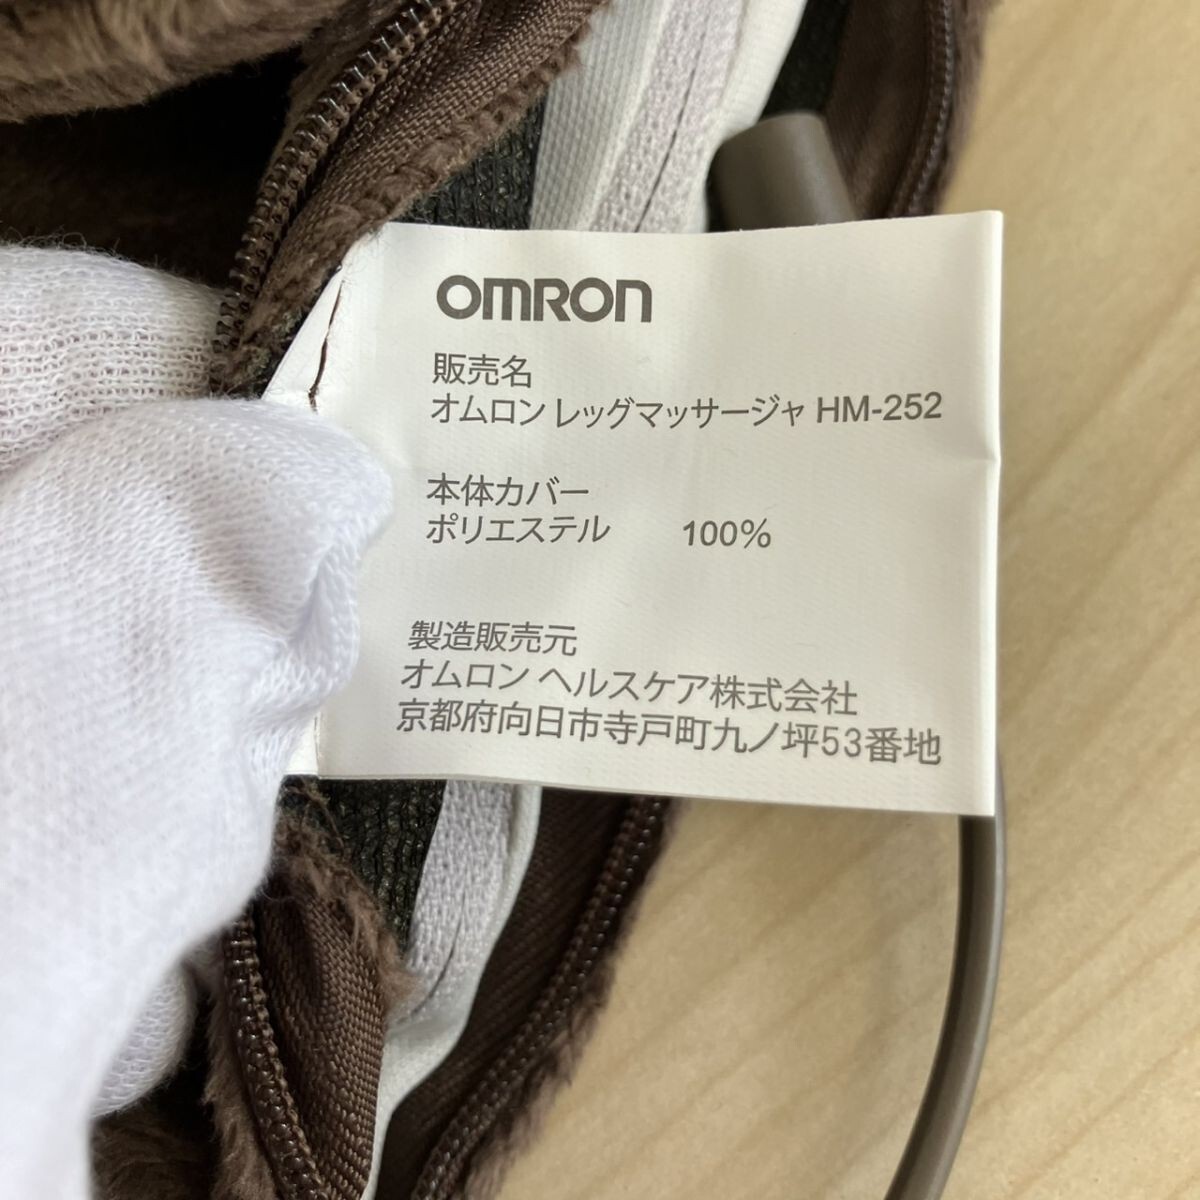 OMRON
販売名
オムロン レッグマッサージャ HM-252
本体カバー
ポリエステル 100%
製造販売元
オムロン ヘルスケア株式会社
京都府向日市寺戸町九ノ坪53番地